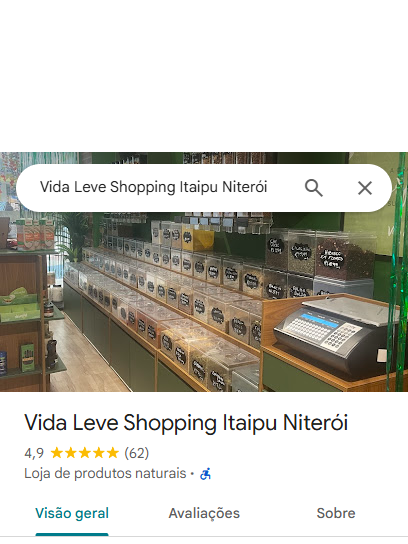 Vida Leve Shopping Itaipu Niterói
Vida Leve Shopping Itaipu Niterói
4,9 (62)
Loja de produtos naturais ·
Visão geral
Avaliações
Sobre